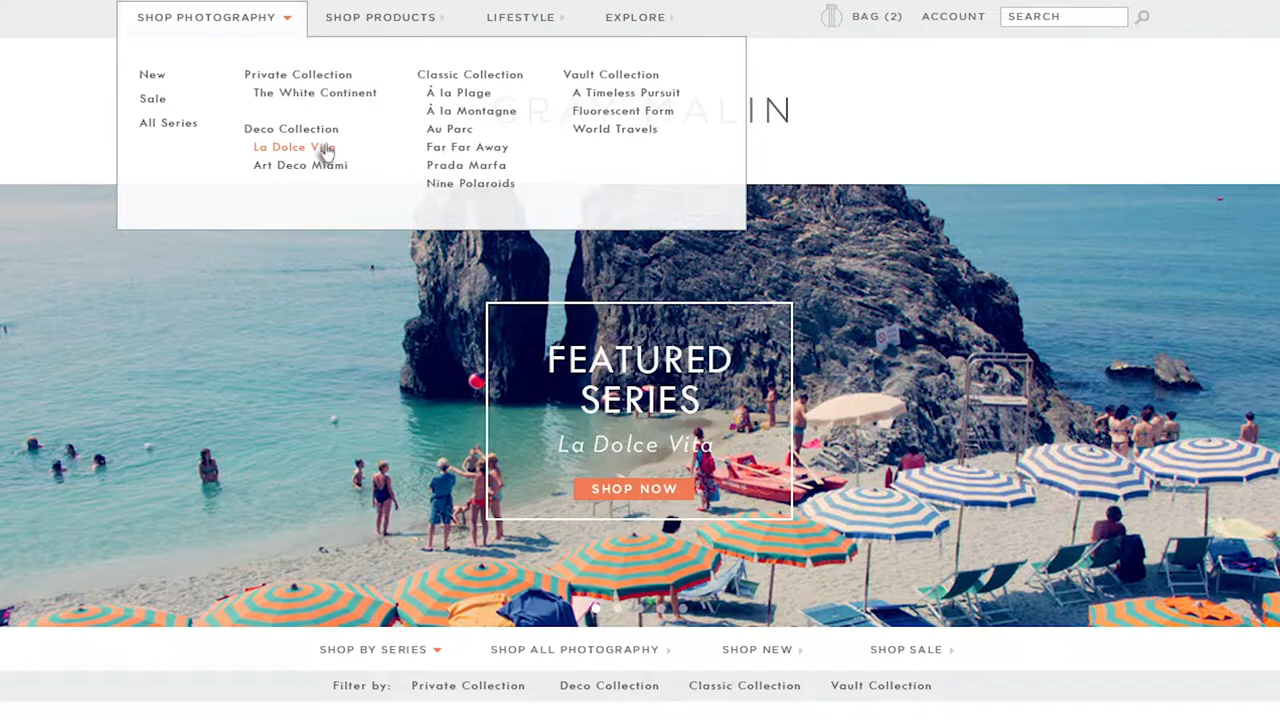 SHOP PHOTOGRAPHY
SHOP PRODUCTS
LIFESTYLE
EXPLORE
BAG (2)
ACCOUNT
SEARCH
New
Sale
All Series
Private Collection
The White Continent
Deco Collection
La Dolce Vita
Art Deco Miami
Classic Collection
À la Plage
À la Montagne
Au Parc
Far Far Away
Prada Marfa
Nine Polaroids
Vault Collection
A Timeless Pursuit
Fluorescent Form
World Travels
GRAY MALIN
FEATURED
SERIES
La Dolce Vita
SHOP NOW
SHOP BY SERIES
SHOP ALL PHOTOGRAPHY
SHOP NEW
SHOP SALE
Filter by:
Private Collection
Deco Collection
Classic Collection
Vault Collection